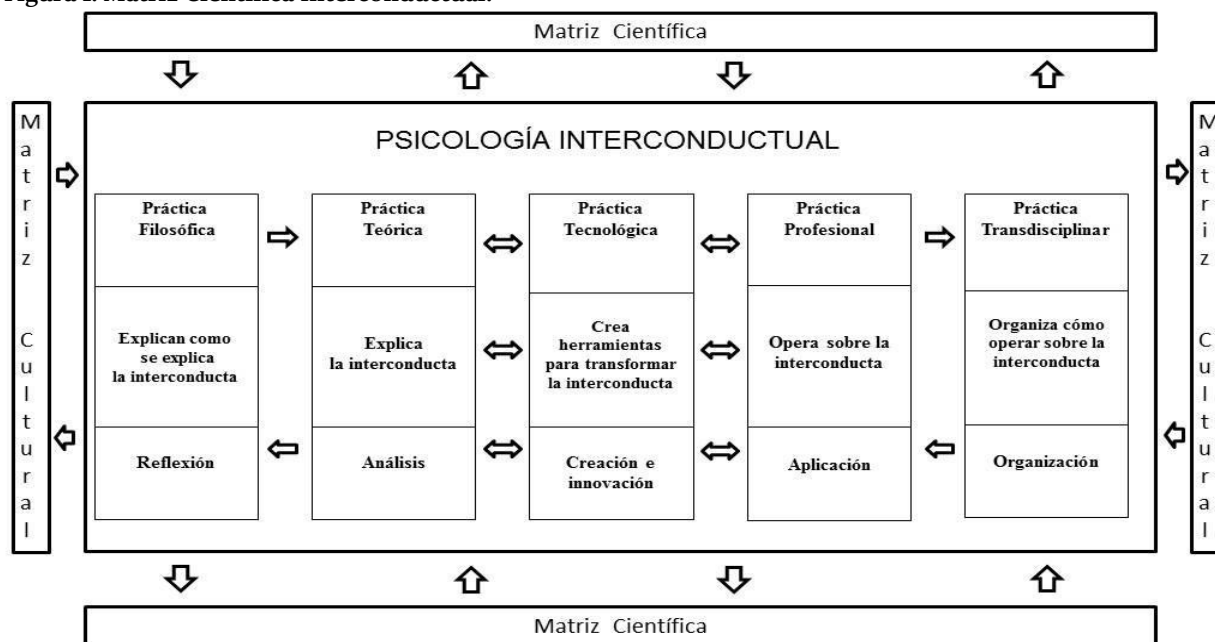 Figura 1. Matriz Científica Interconductual.
Matriz Científica
Matriz Cultural
PSICOLOGÍA INTERCONDUCTUAL
Práctica
Filosófica
Explican como
se explica
la interconducta
Reflexión
Práctica
Teórica
Explica
la interconducta
Análisis
Práctica
Tecnológica
Crea
herramientas
para transformar
la interconducta
Creación e
innovación
Práctica
Profesional
Opera sobre la
interconducta
Aplicación
Práctica
Transdisciplinar
Organiza cómo
operar sobre la
interconducta
Organización
Matriz Cultural
Matriz Científica